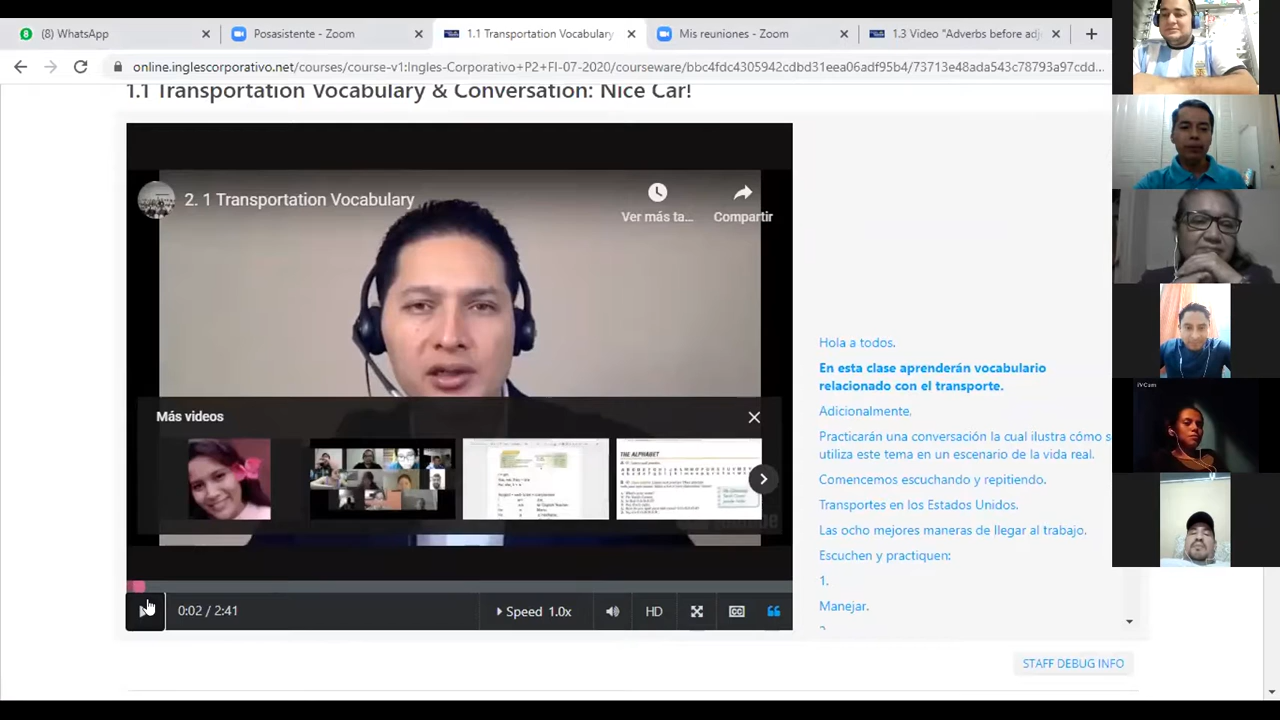 (8) WhatsApp
Posasistente - Zoom
1.1 Transportation Vocabulary
Mis reuniones - Zoom
1.3 Video "Adverbs before adj
online.inglescorporativo.net/courses/course-v1:Ingles-Corporativo+P2+FI-07-2020/courseware/bbc4fdc4305942cdbd31eea06adf95b4/73713e48ada543c78793a97cdd...
1.1 Transportation Vocabulary & Conversation: Nice Car!
2. 1 Transportation Vocabulary
Ver más ta...
Compartir
Más videos
THE ALPHABET
0:02 / 2:41
Speed 1.0x
HD
Hola a todos.
En esta clase aprenderán vocabulario
relacionado con el transporte.
Adicionalmente.
Practicarán una conversación la cual ilustra cómo s
utiliza este tema en un escenario de la vida real.
Comencemos escuchando y repitiendo.
Transportes en los Estados Unidos.
Las ocho mejores maneras de llegar al trabajo.
Escuchen y practiquen:
1.
Manejar.
STAFF DEBUG INFO
iVCam